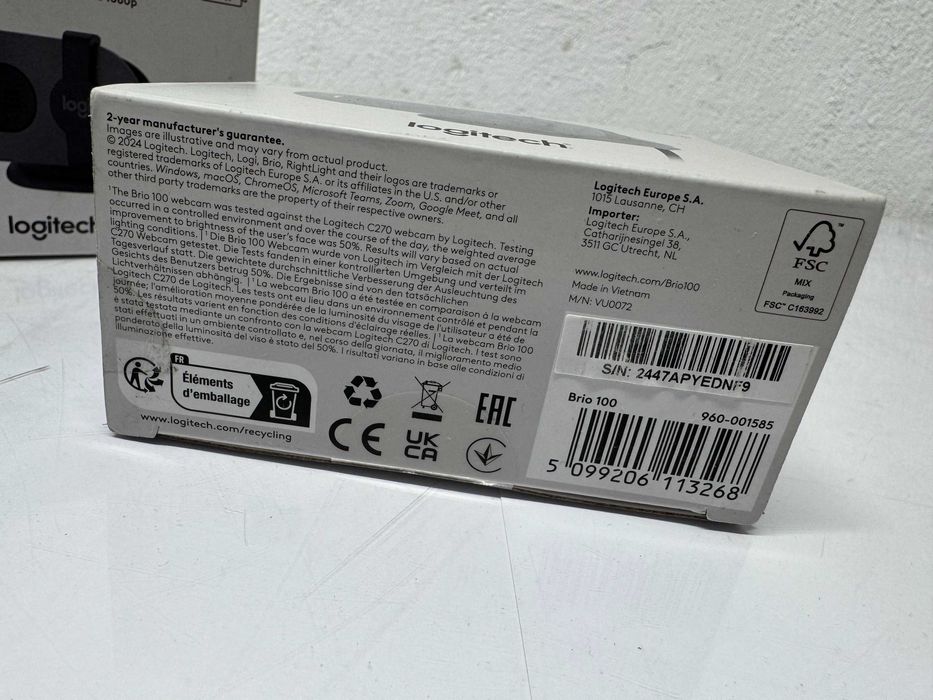 1080p
logitech
logitech
2-year manufacturer's guarantee.
Images are illustrative and may vary from actual product.
© 2024 Logitech. Logitech, Logi, Brio, RightLight and their logos are trademarks or
registered trademarks of Logitech Europe S.A. or its affiliates in the U.S. and/or other
countries. Windows, macOS, ChromeOS, Microsoft Teams, Zoom, Google Meet, and all
other third party trademarks are the property of their respective owners.
¹The Brio 100 webcam was tested against the Logitech C270 webcam by Logitech. Testing
occurred in a controlled environment and over the course of the day, the weighted average
improvement to brightness of the user's face was 50%. Results will vary based on actual
lighting conditions. | ¹ Die Brio 100 Webcam wurde von Logitech im Vergleich mit der Logitech
C270 Webcam getestet. Die Tests fanden in einer kontrollierten Umgebung und verteilt im
Tagesverlauf statt. Die gewichtete durchschnittliche Verbesserung der Ausleuchtung des
Gesichts des Benutzers betrug 50%. Die Ergebnisse sind von den tatsächlichen
Lichtverhältnissen abhängig. | ¹ La webcam Brio 100 a été testée en comparaison à la webcam
Logitech C270 de Logitech. Les tests ont eu lieu dans un environnement contrôlé et pendant la
journée; l'amélioration moyenne pondérée de la luminosité du visage de l'utilisateur a été de
50%. Les résultats varient en fonction des conditions d'éclairage réelles. | ¹ La webcam Brio 100
è stata testata mediante un confronto con la webcam Logitech C270 di Logitech. I test sono
stati effettuati in un ambiente controllato e, nel corso della giornata, il miglioramento medio
ponderato della luminosità del viso è stato del 50%. I risultati variano in base alle condizioni di
illuminazione effettive.
FR
Éléments
d'emballage
www.logitech.com/recycling
CE
UK
CA
EAC
Logitech Europe S.A.
1015 Lausanne, CH
Importer:
Logitech Europe S.A.,
Catharijnesingel 38,
3511 GC Utrecht, NL
www.logitech.com/Brio100
Made in Vietnam
M/N: VU0072
FSC
MIX
Packaging
FSC™ C163992
S/N: 2447APYEDNF9
Brio 100
960-001585
5 099206 113268